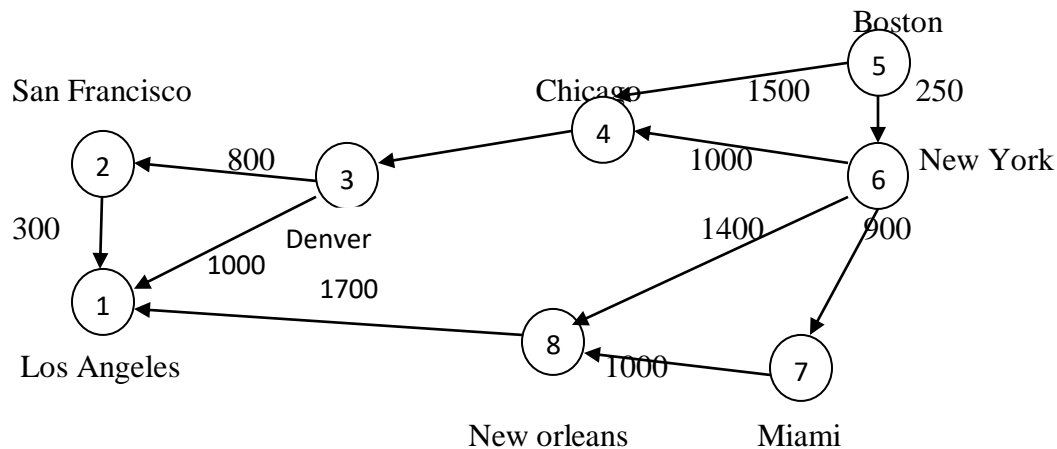 Boston
5
San Francisco
Chicago
1500
250
4
2
800
3
1000
6
New York
300
Denver
1400
900
1000
1700
1
8
1000
7
Los Angeles
New orleans
Miami